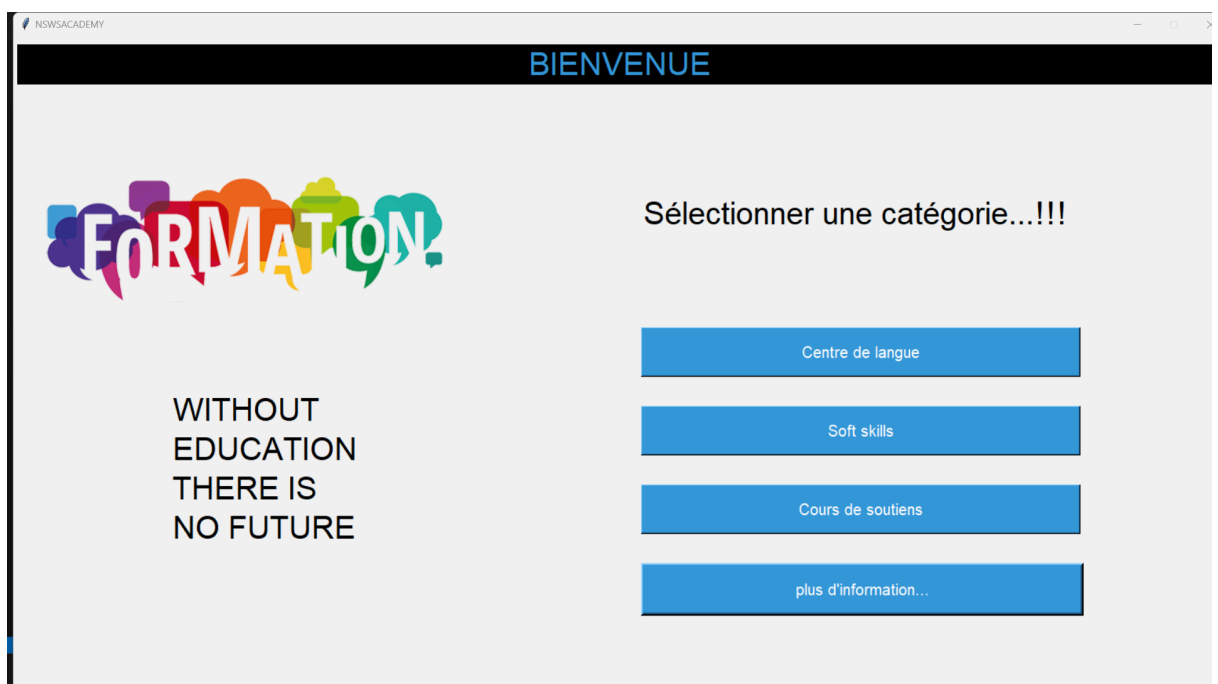 NSWSACADEMY
BIENVENUE
FORMATION
Sélectionner une catégorie...!!!
Centre de langue
Soft skills
Cours de soutiens
plus d'information...
WITHOUT
EDUCATION
THERE IS
NO FUTURE